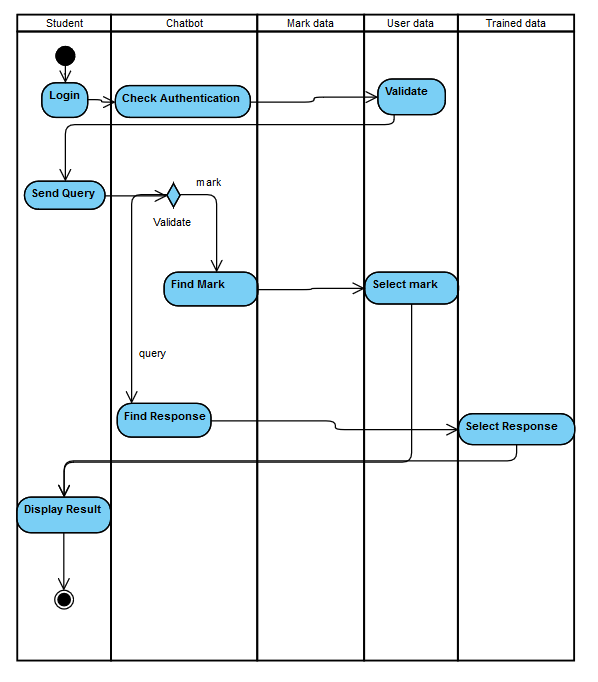 Student
Chatbot
Mark data
User data
Trained data
Login
Check Authentication
Validate
Send Query
mark
Validate
Find Mark
Select mark
query
Find Response
Select Response
Display Result